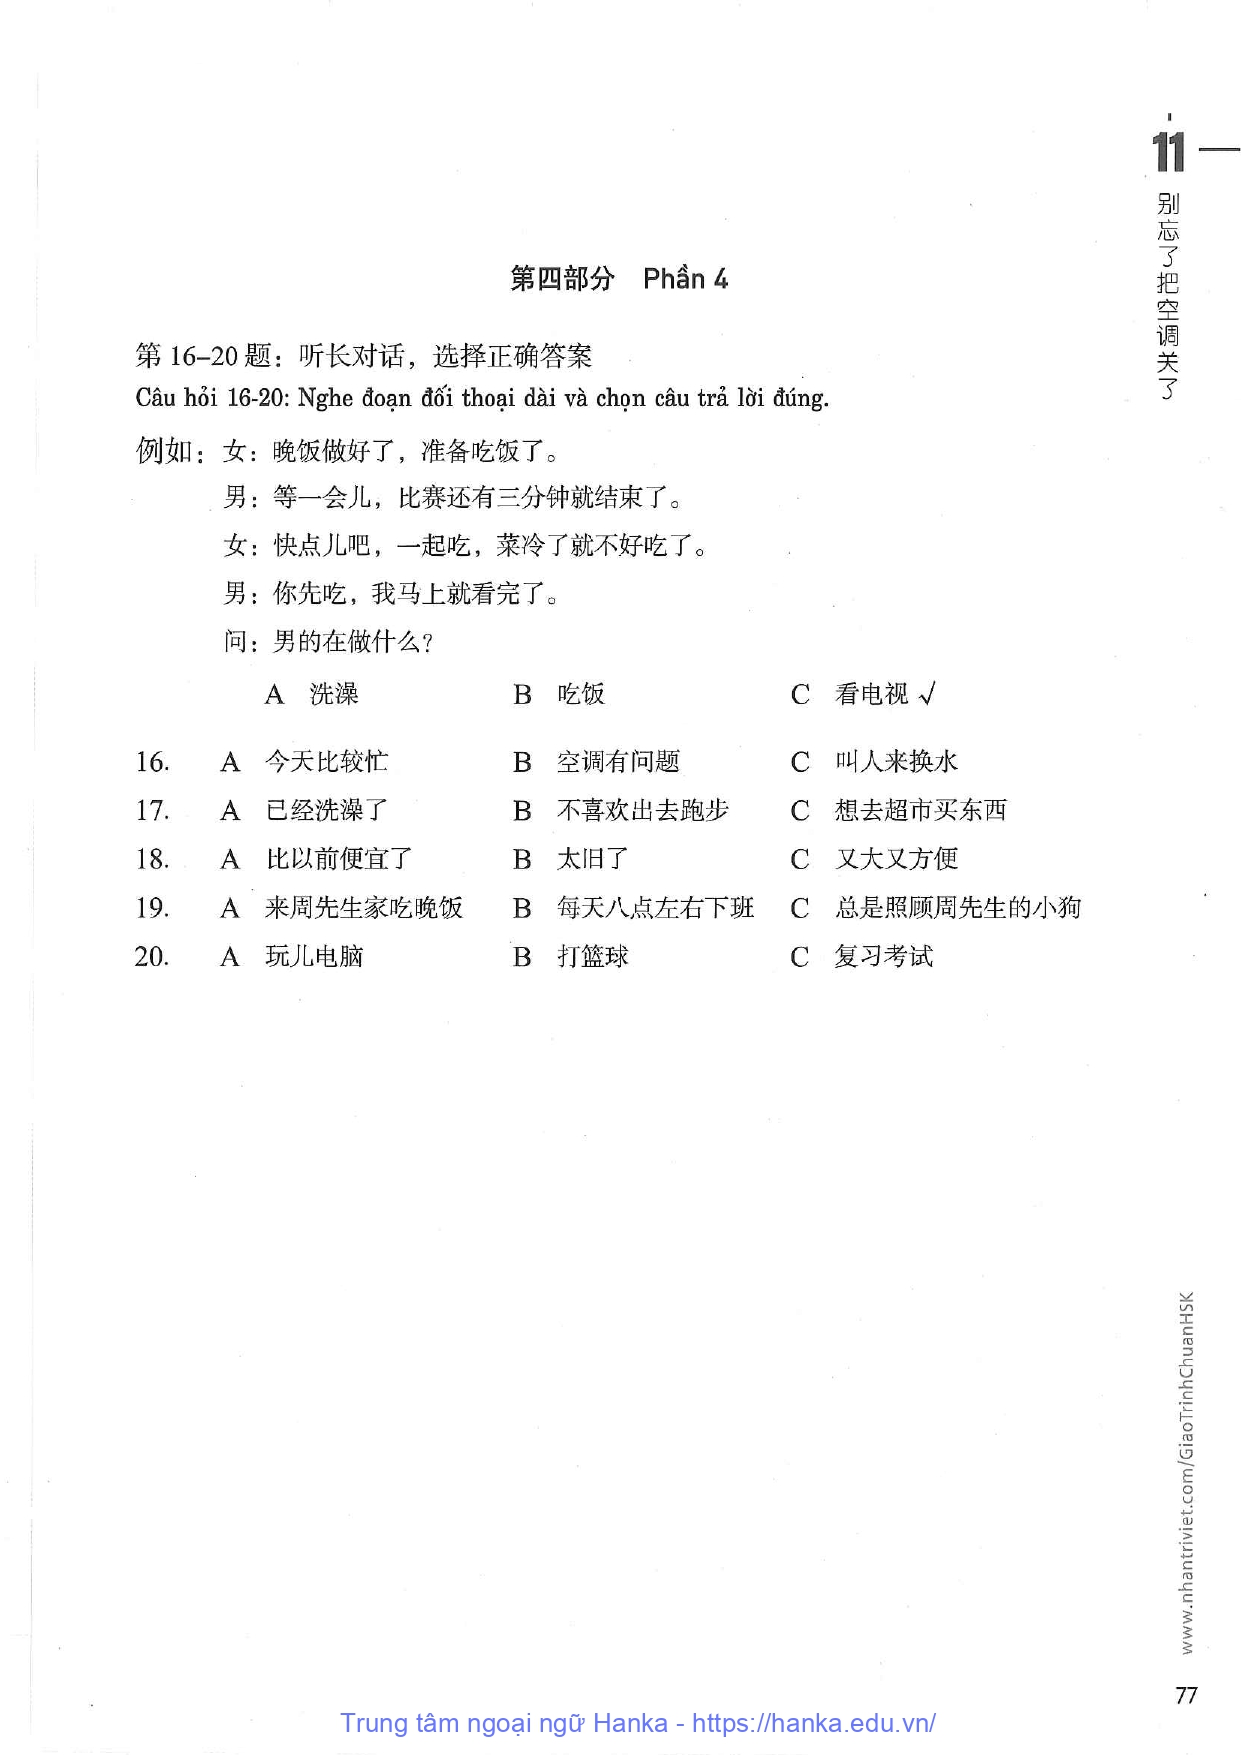 11
别忘了把空调关了
第四部分 Phần 4
第 16–20 题：听长对话，选择正确答案
Câu hỏi 16-20: Nghe đoạn đối thoại dài và chọn câu trả lời đúng.
例如：女：晚饭做好了，准备吃饭了。
男：等一会儿，比赛还有三分钟就结束了。
女：快点儿吧，一起吃，菜冷了就不好吃了。
男：你先吃，我马上就看完了。
问：男的在做什么？
A 洗澡 B 吃饭 C 看电视 √
16. A 今天比较忙 B 空调有问题 C 叫人来换水
17. A 已经洗澡了 B 不喜欢出去跑步 C 想去超市买东西
18. A 比以前便宜了 B 太旧了 C 又大又方便
19. A 来周先生家吃晚饭 B 每天八点左右下班 C 总是照顾周先生的小狗
20. A 玩儿电脑 B 打篮球 C 复习考试
www.nhantriviet.com/GiaoTrinhChuanHSK
77
Trung tâm ngoại ngữ Hanka - https://hanka.edu.vn/